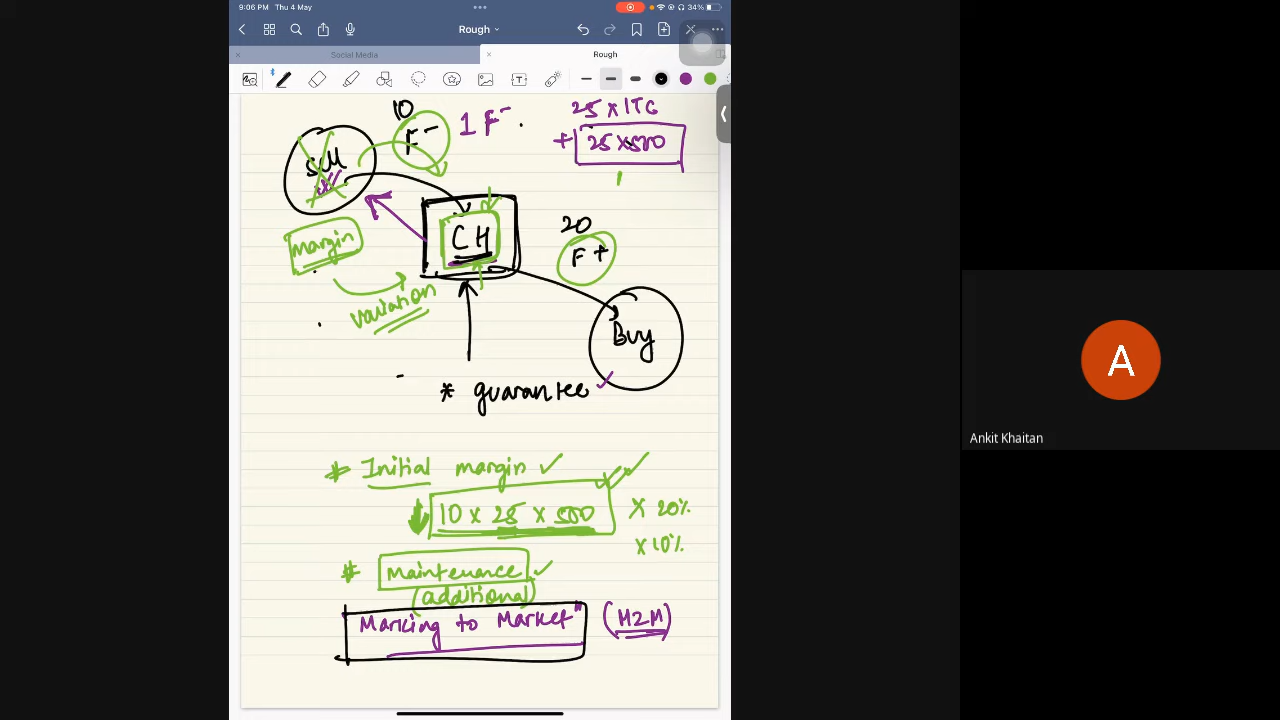 9:06 PM Thu 4 May
34%
Rough
Social Media
Rough
10
F-
1 F-
25 x ITC
+ 25 x 500
SM
CH
margin
variation
20
F +
Buy
* guarantee
* Initial margin
10 x 25 x 500 x 20%
x 10%
* maintenance
(additional)
Marking to Market" (M2M)
A
Ankit Khaitan